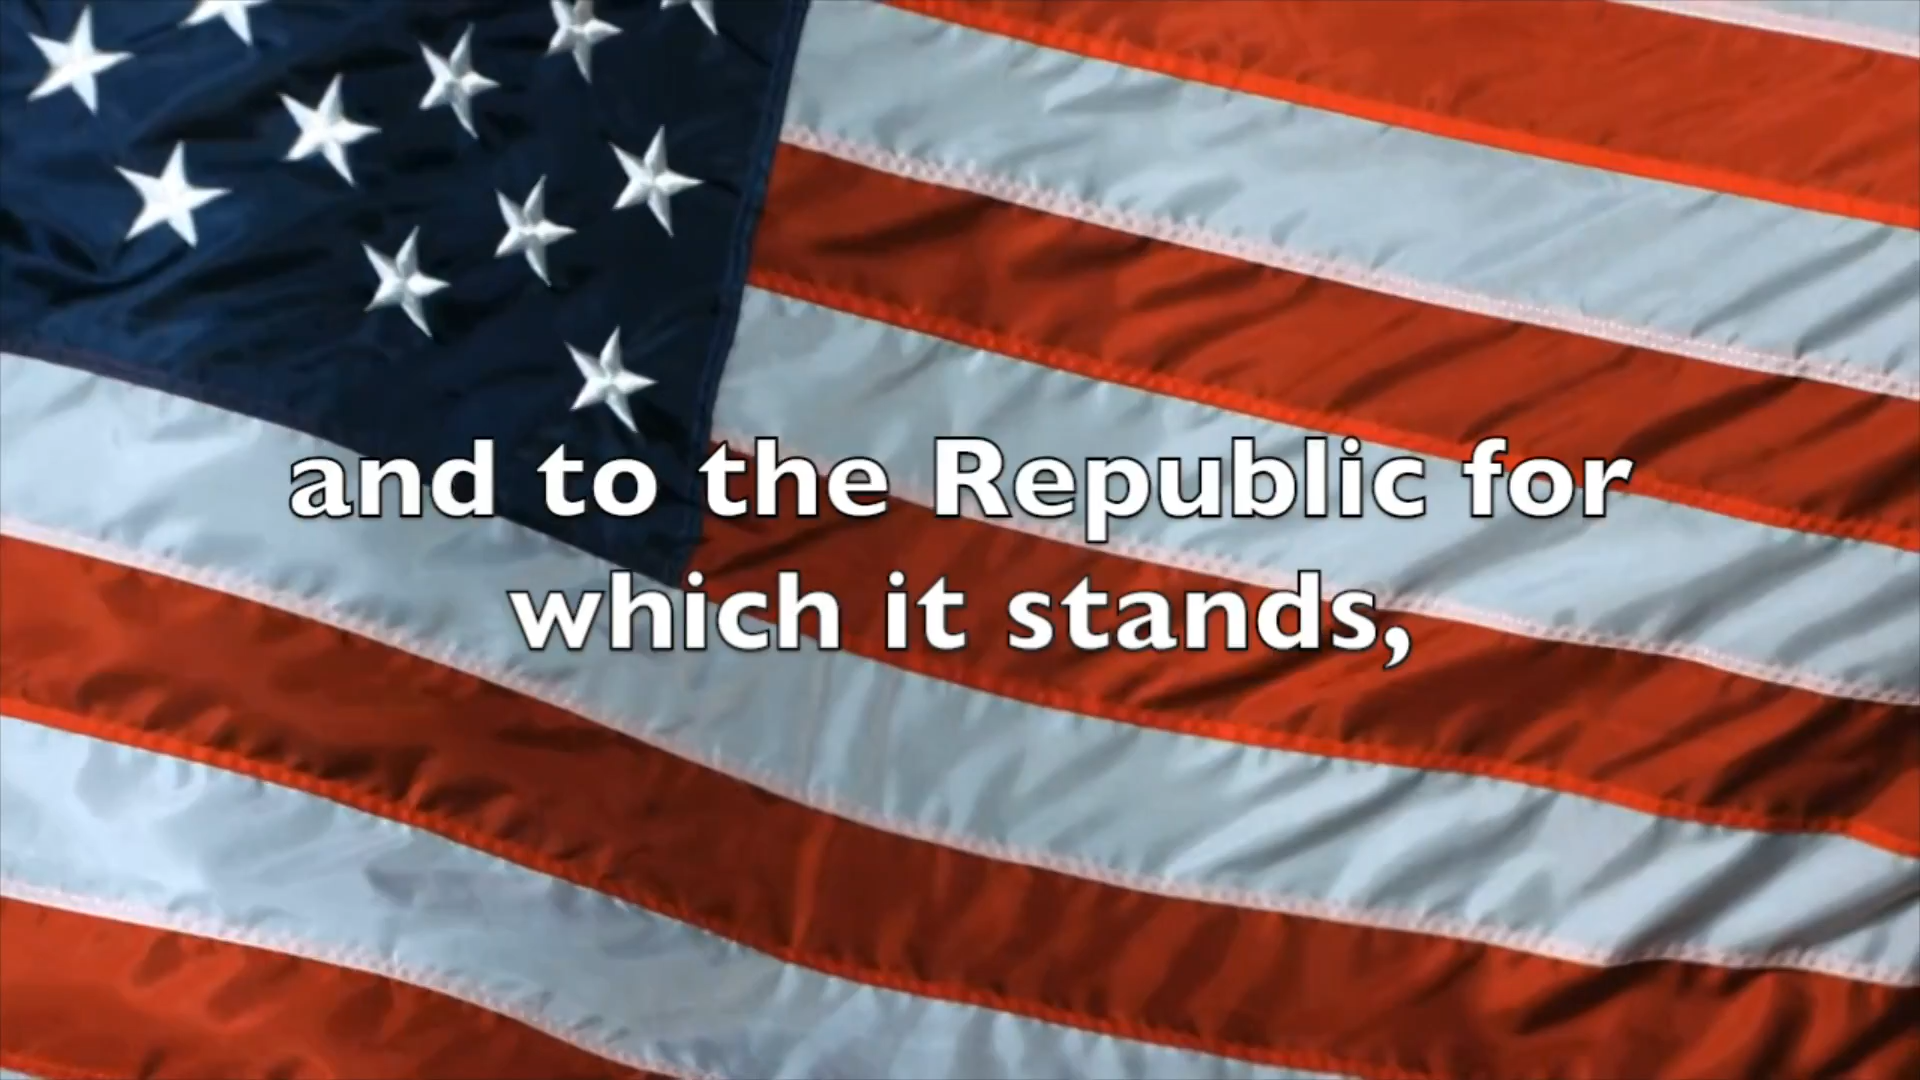 and to the Republic for
which it stands,